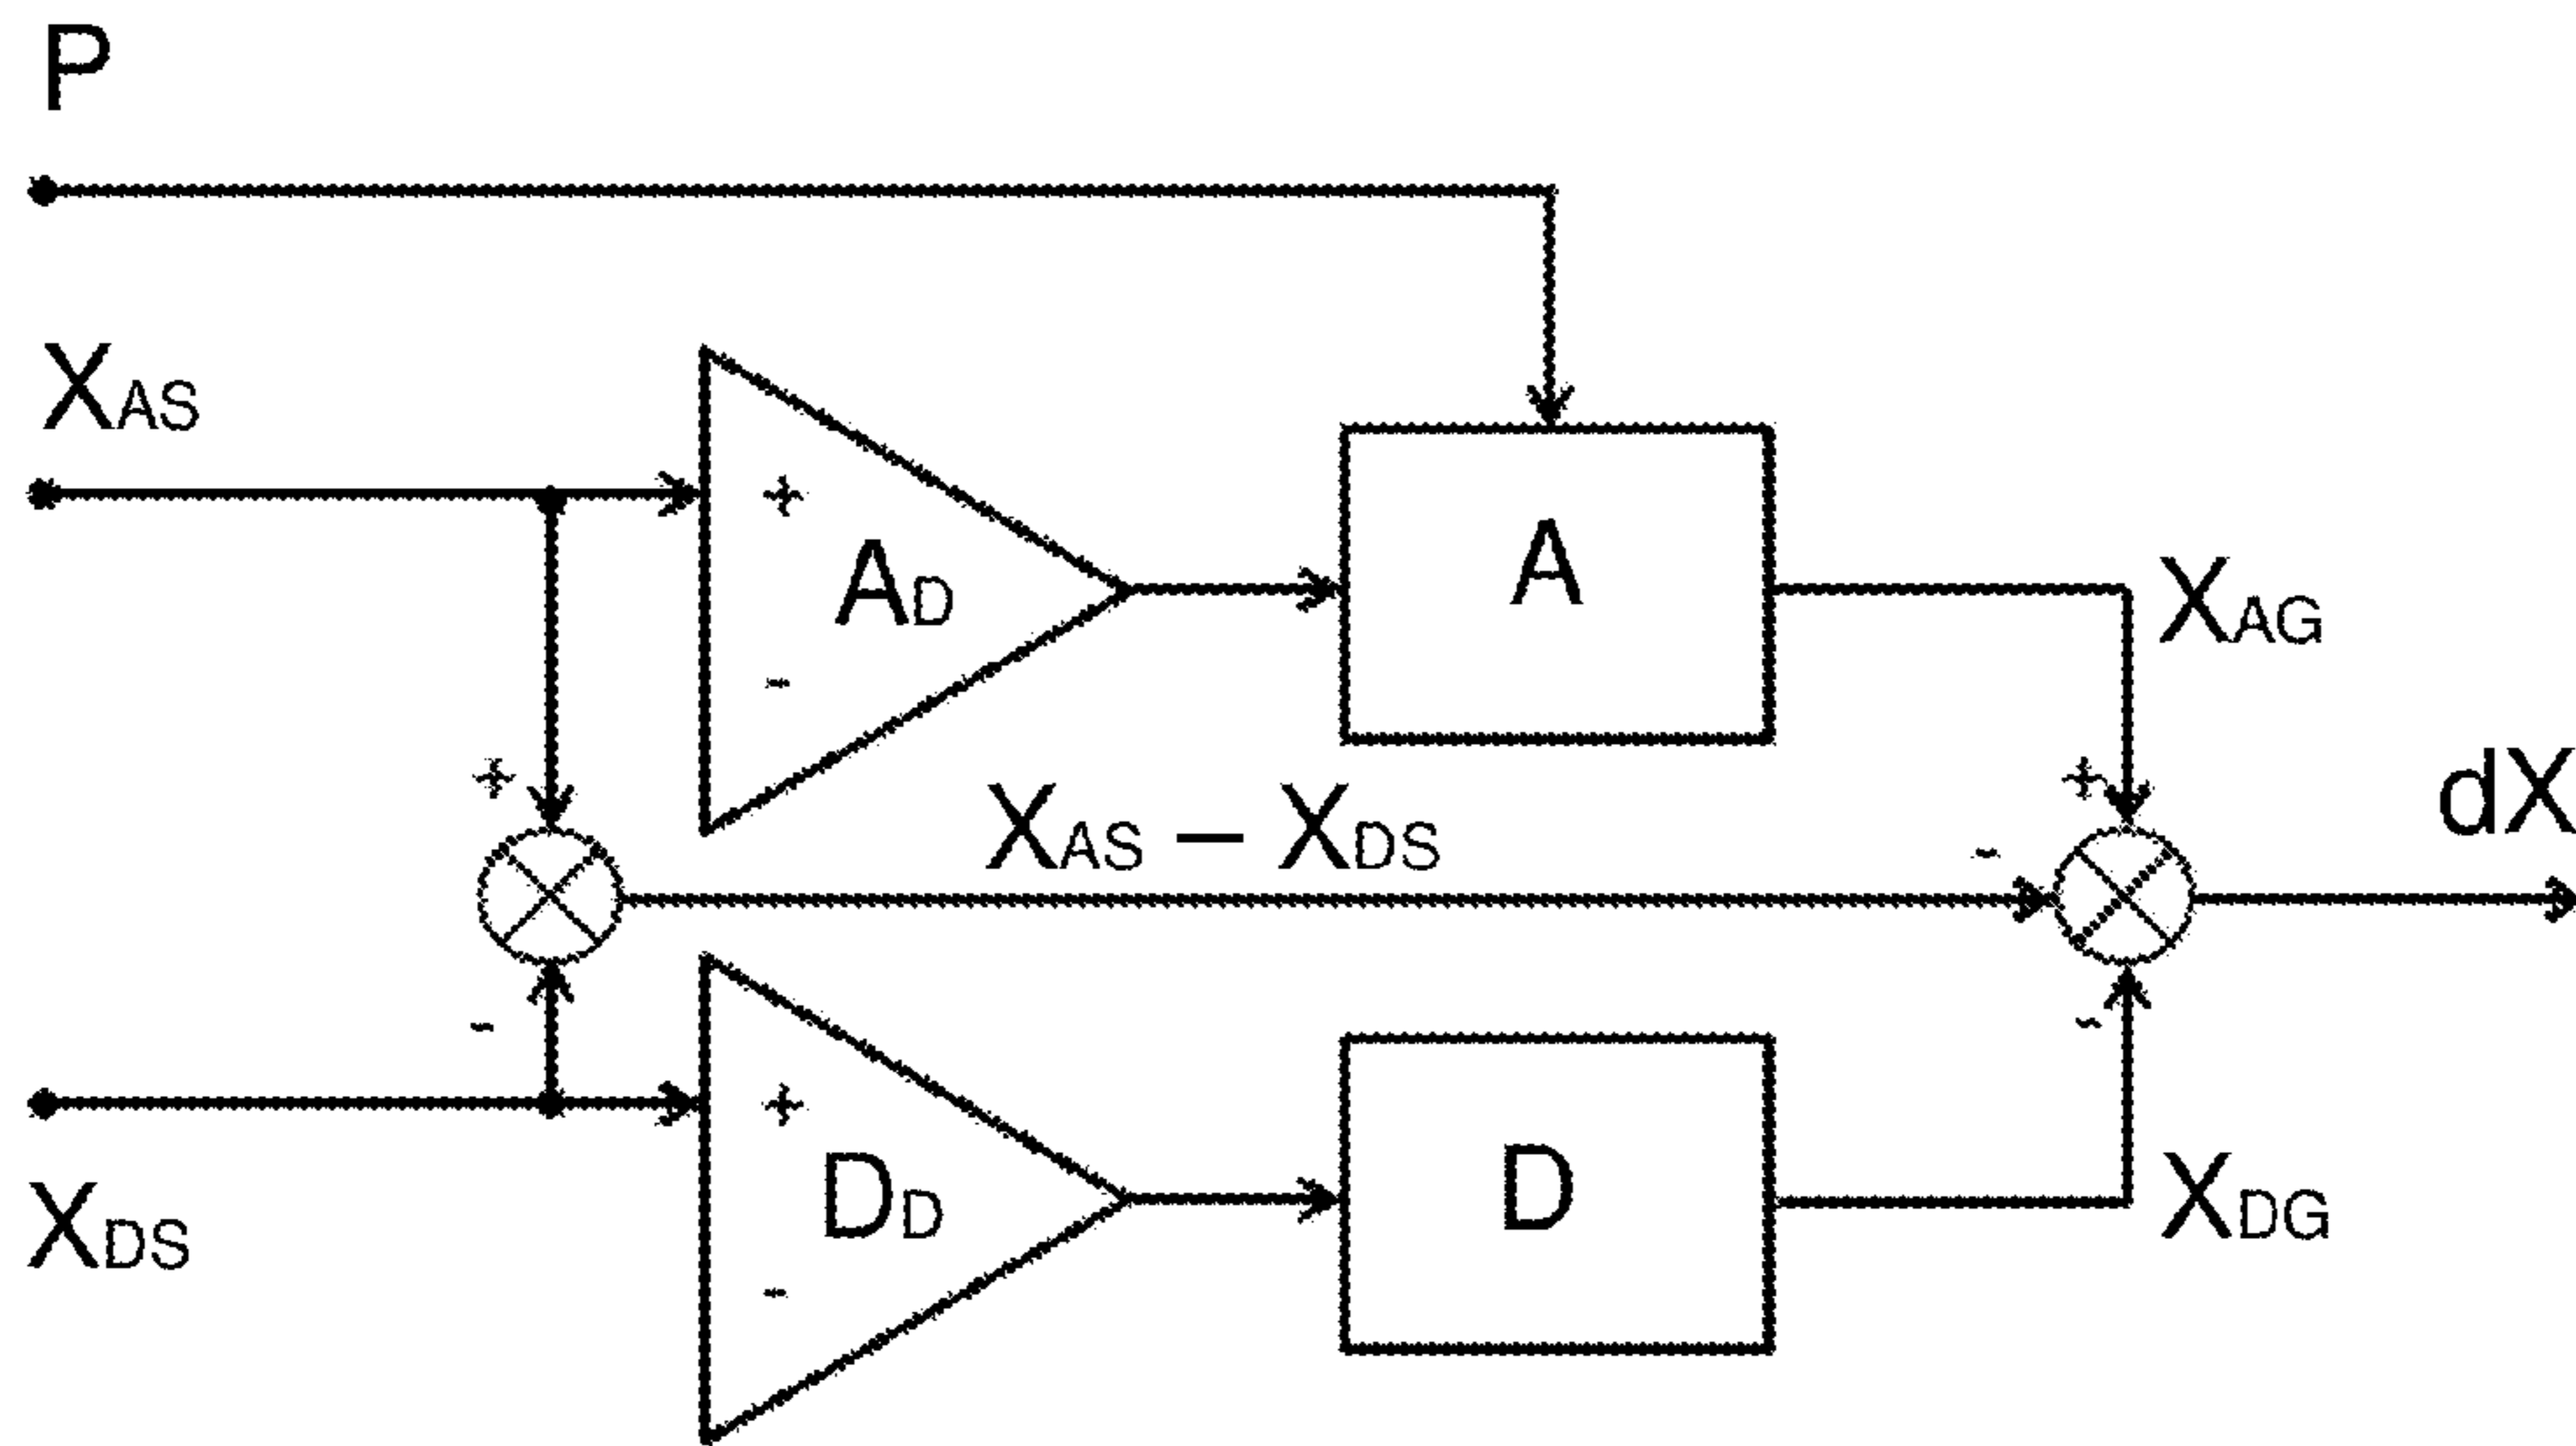 P
XAS
+
AD
-
A
XAG
+
XAS – XDS
+
-
dX
-
+
DD
-
D
-
XDS
XDG